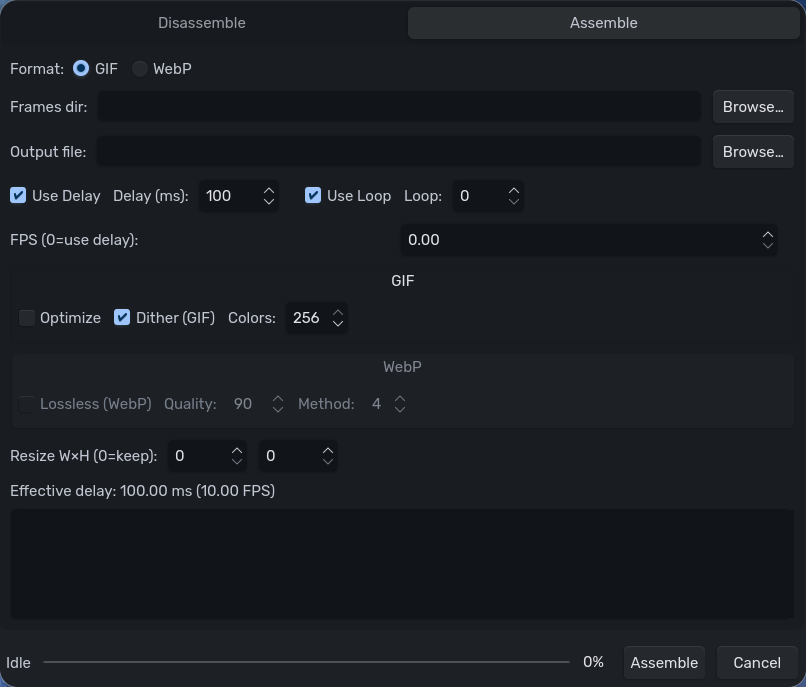 Disassemble Assemble
Format: GIF WebP
Frames dir: Browse...
Output file: Browse...
Use Delay Delay (ms): 100 Use Loop Loop: 0
FPS (0=use delay): 0.00
GIF
Optimize Dither (GIF) Colors: 256
WebP
Lossless (WebP) Quality: 90 Method: 4
Resize W×H (0=keep): 0 0
Effective delay: 100.00 ms (10.00 FPS)
Idle 0% Assemble Cancel